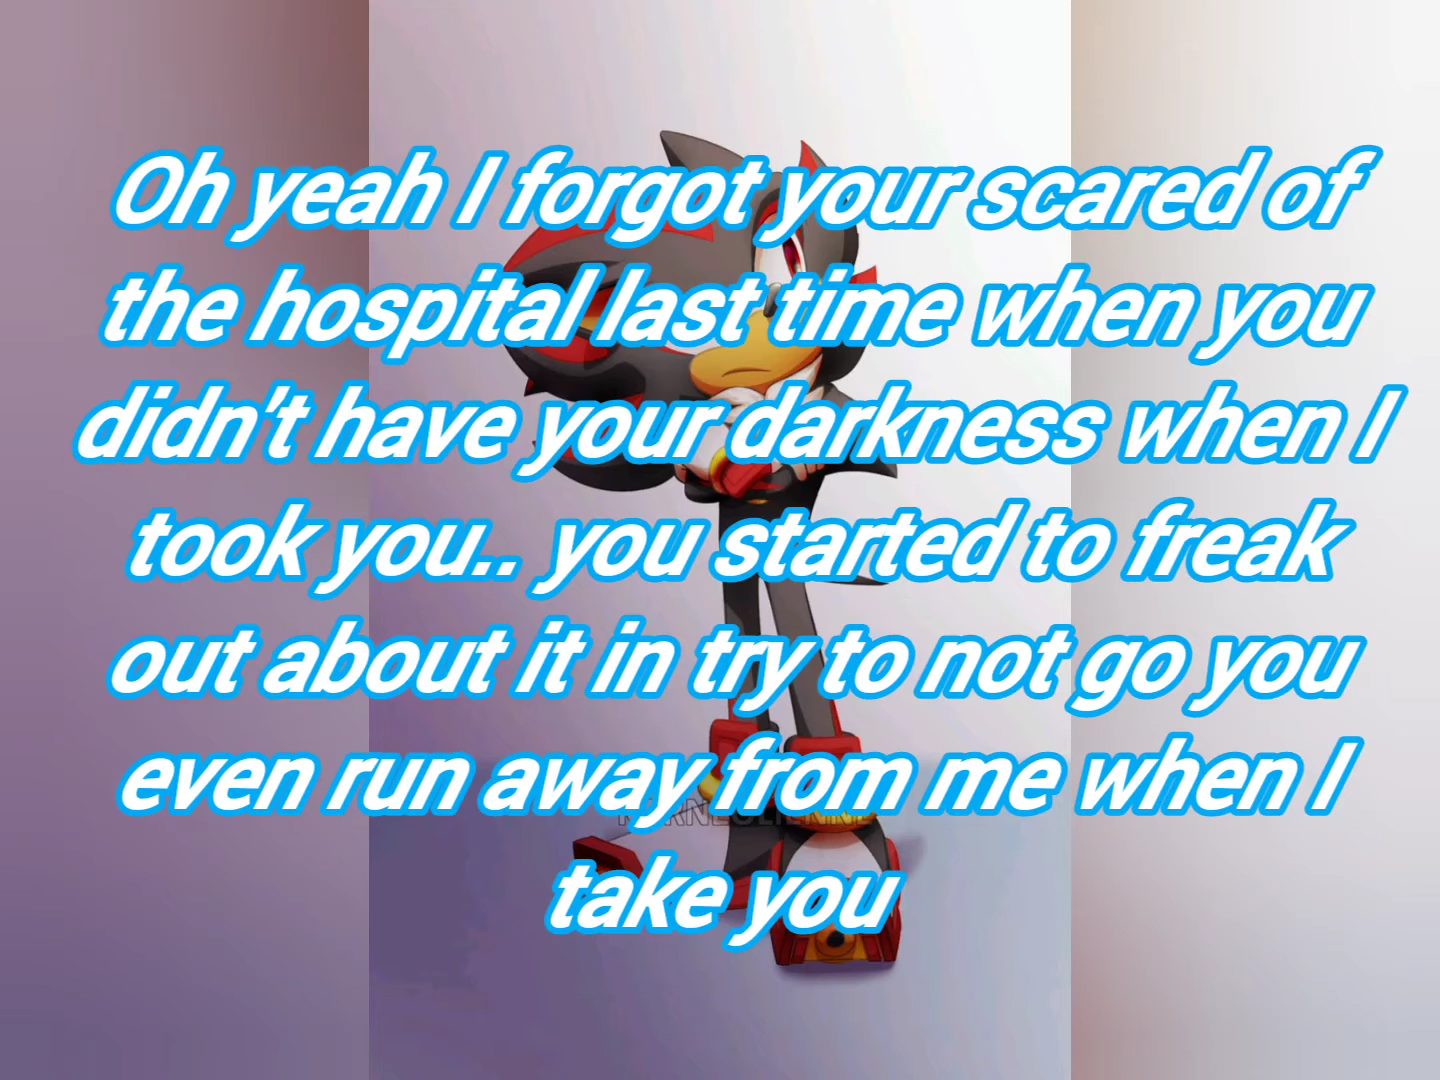 Oh yeah I forgot your scared of
the hospital last time when you
didn't have your darkness when I
took you.. you started to freak
out about it in try to not go you
even run away from me when I
take you